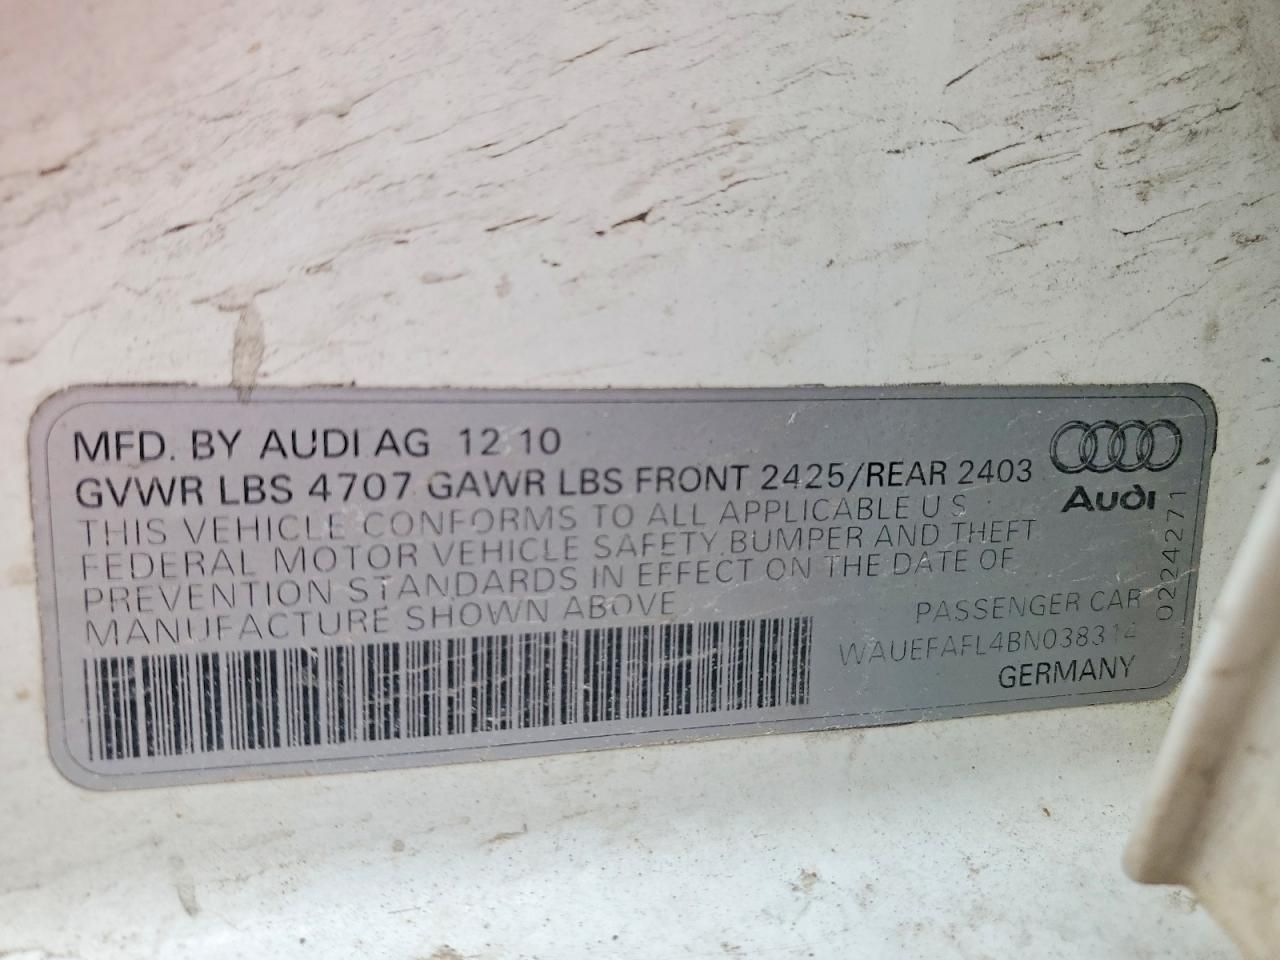 MFD. BY AUDI AG 12 10
GVWR LBS 4707 GAWR LBS FRONT 2425/REAR 2403
THIS VEHICLE CONFORMS TO ALL APPLICABLE U S
FEDERAL MOTOR VEHICLE SAFETY, BUMPER AND THEFT
PREVENTION STANDARDS IN EFFECT ON THE DATE OF
MANUFACTURE SHOWN ABOVE
PASSENGER CAR
WAUEFAFL4BN038314
GERMANY
Audi
0224271